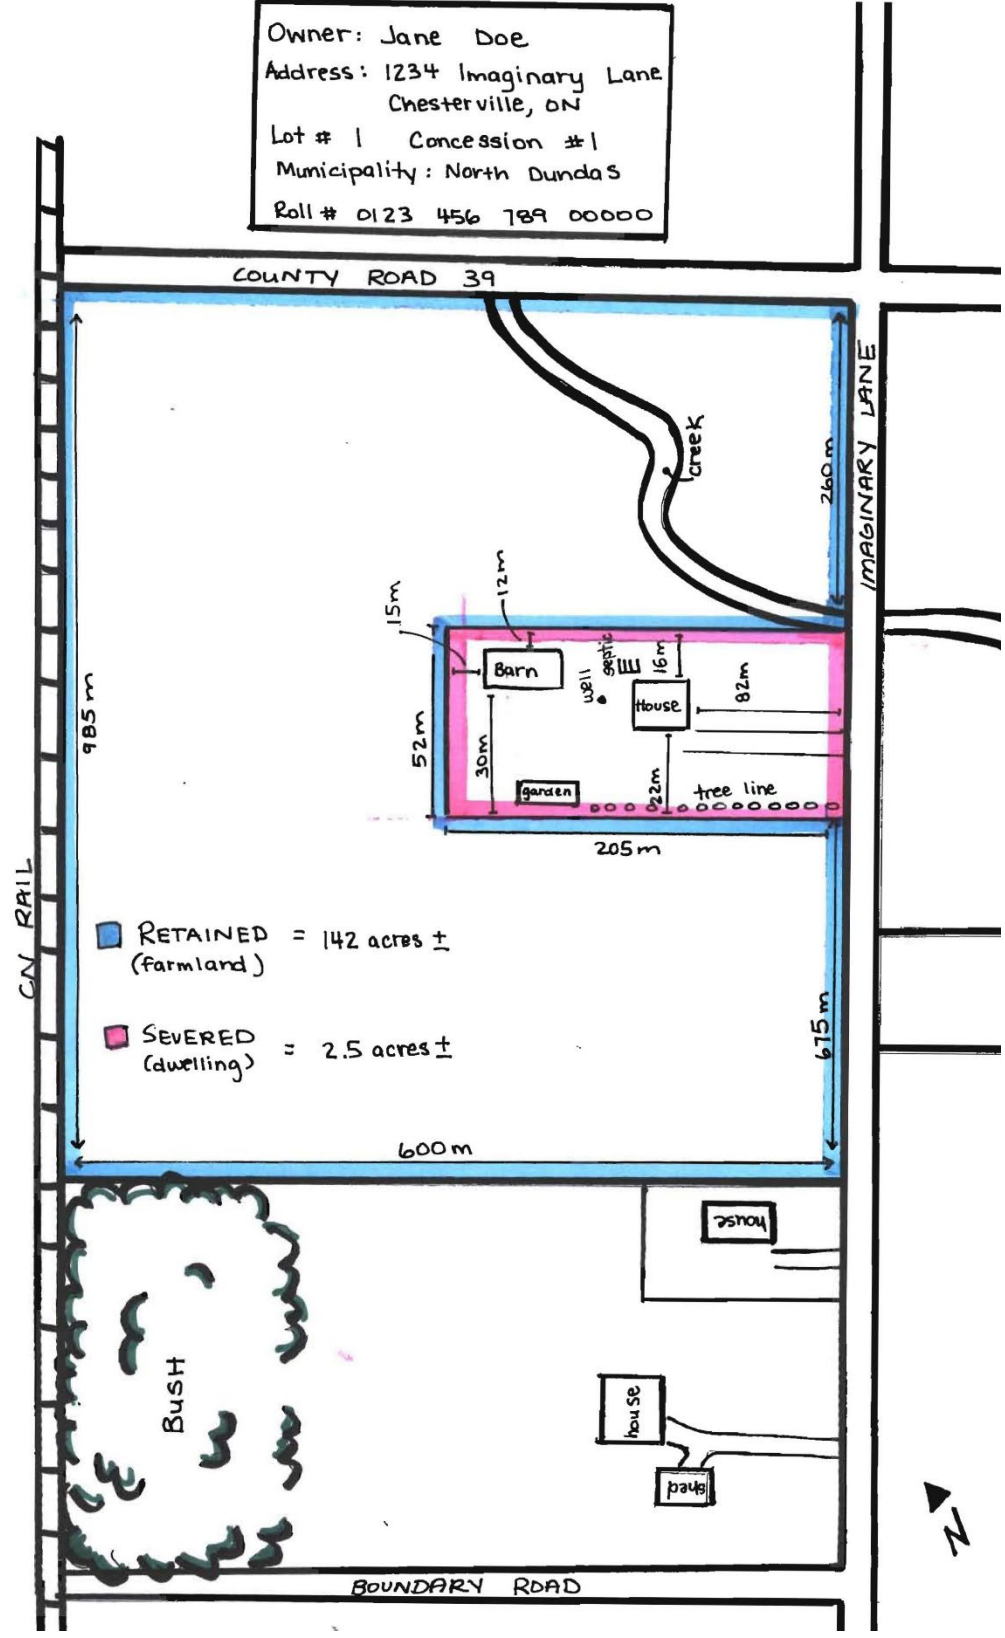 Owner: Jane Doe
Address: 1234 Imaginary Lane
Chesterville, ON
Lot # 1 Concession #1
Municipality: North Dundas
Roll # 0123 456 789 00000
COUNTY ROAD 39
IMAGINARY LANE
creek
260m
12m
15m
Barn
septic
well
16m
House
82m
985m
52m
30m
22m
garden
tree line
205m
CN RAIL
RETAINED = 142 acres ±
(farmland)
SEVERED = 2.5 acres ±
(dwelling)
675m
600m
house
BUSH
house
shed
N
BOUNDARY ROAD